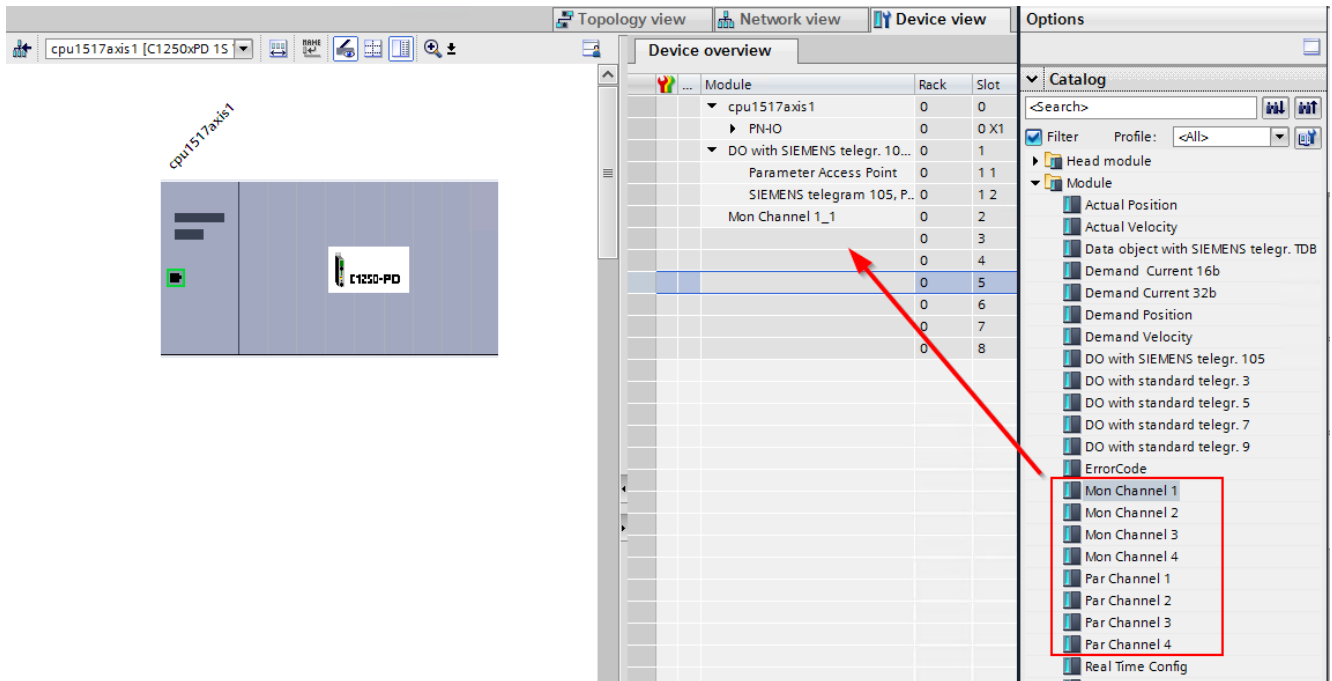 Topology view
Network view
Device view
Options
cpu1517axis1 [C1250xPD 1S
NAME
Device overview
Catalog
... Module Rack Slot
<Search>
cpu1517axis1 0 0
PN-IO 0 0 X1
Filter Profile: <All>
DO with SIEMENS telegr. 10... 0 1
Parameter Access Point 0 1 1
SIEMENS telegram 105, P.. 0 1 2
Mon Channel 1_1 0 2
0 3
0 4
0 5
0 6
0 7
0 8
cpu1517axis1
C1250-PD
Head module
Module
Actual Position
Actual Velocity
Data object with SIEMENS telegr. TDB
Demand Current 16b
Demand Current 32b
Demand Position
Demand Velocity
DO with SIEMENS telegr. 105
DO with standard telegr. 3
DO with standard telegr. 5
DO with standard telegr. 7
DO with standard telegr. 9
ErrorCode
Mon Channel 1
Mon Channel 2
Mon Channel 3
Mon Channel 4
Par Channel 1
Par Channel 2
Par Channel 3
Par Channel 4
Real Time Config